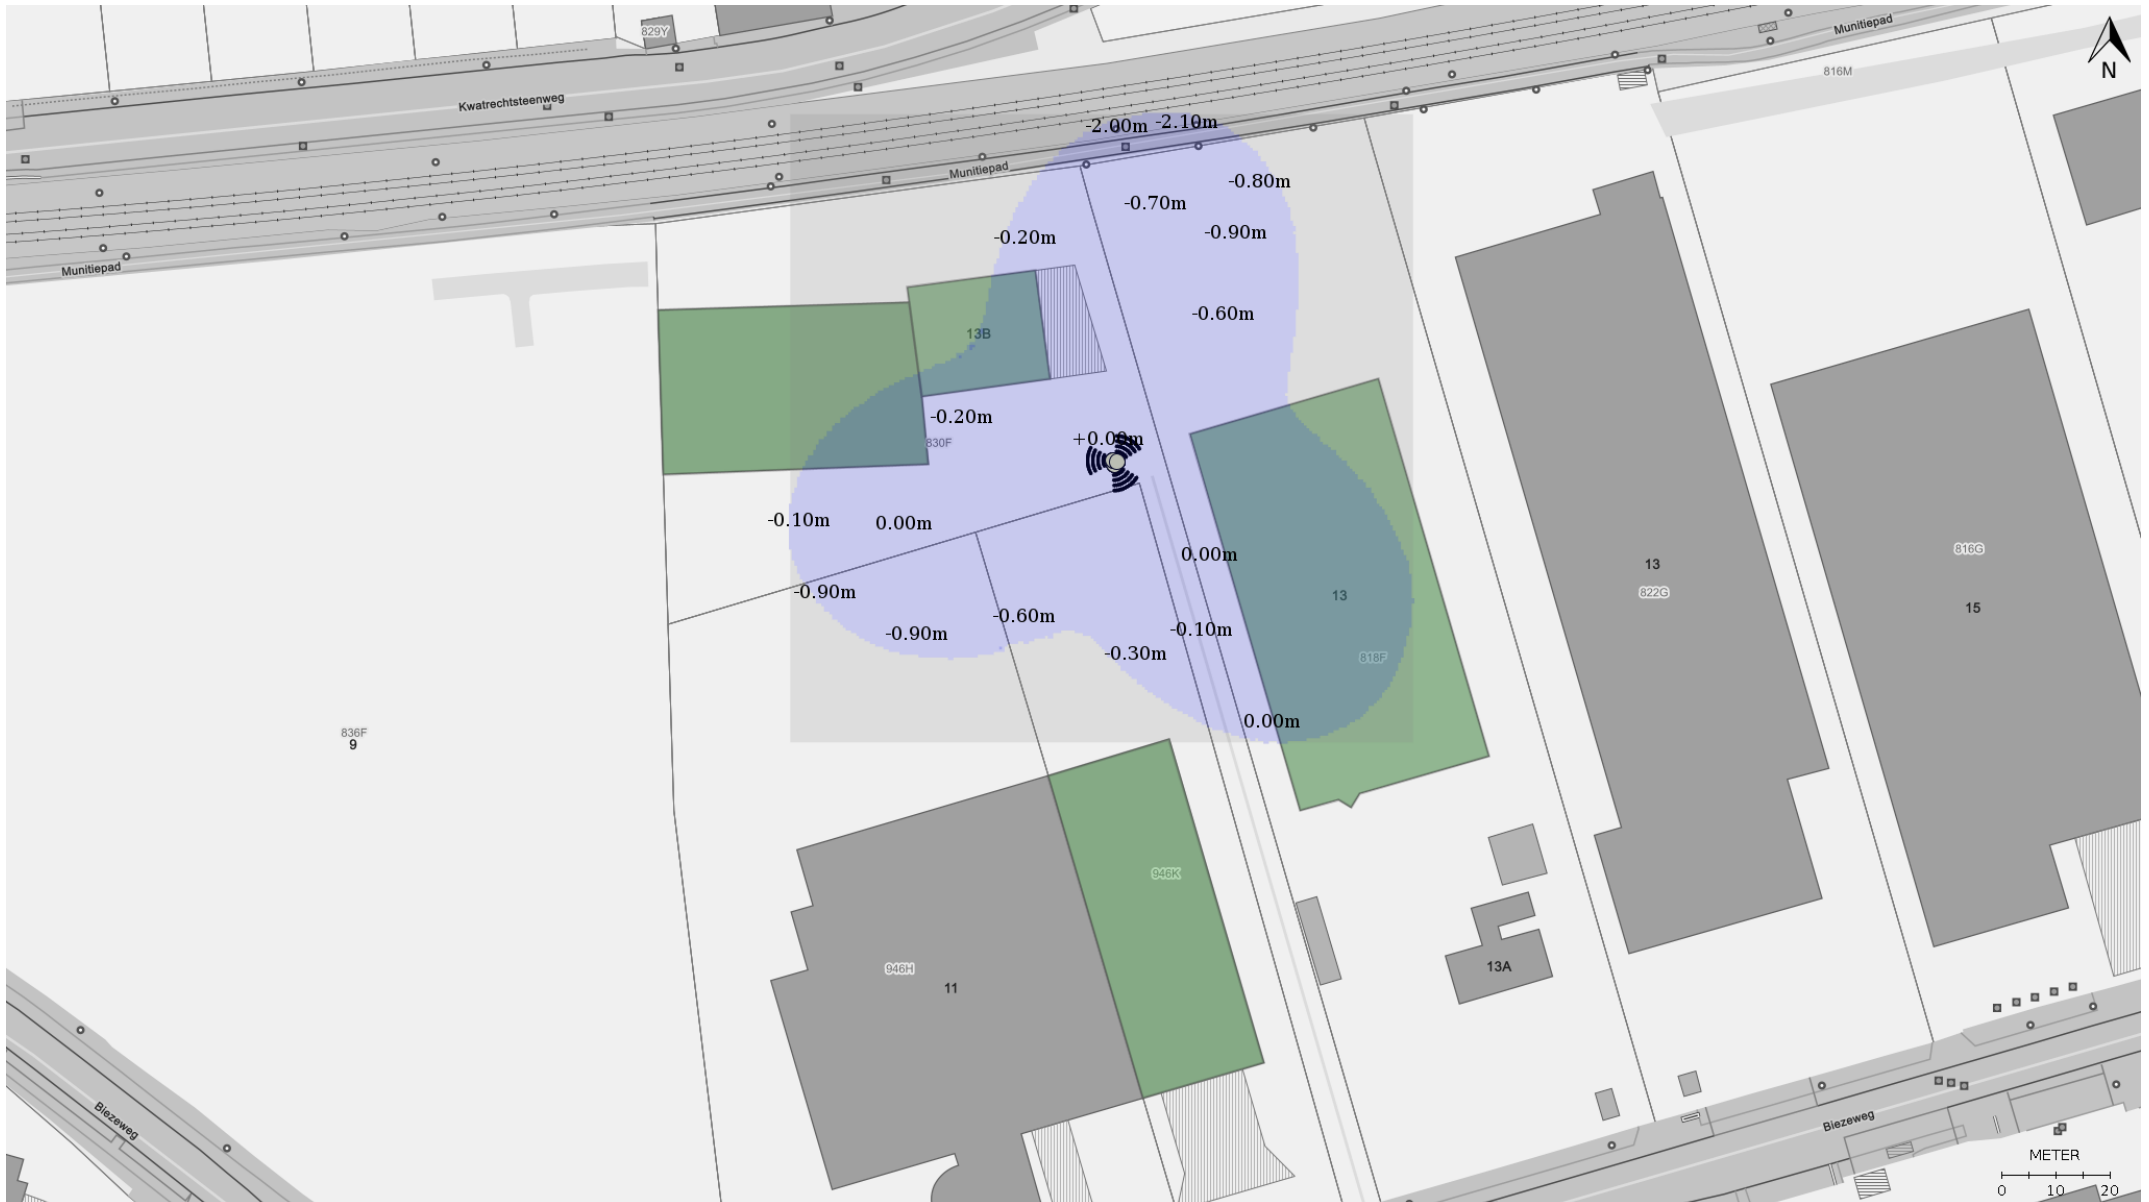 829Y
Munitiepad
816M
N
Kwatrechtsteenweg
-2.00m
-2.10m
Munitiepad
-0.80m
-0.70m
-0.90m
-0.20m
Munitiepad
-0.60m
13B
-0.20m
830F
+0.00m
-0.10m
0.00m
0.00m
816G
13
822G
13
15
-0.90m
-0.60m
-0.90m
-0.10m
-0.30m
818F
0.00m
836F
9
946K
946H
11
13A
Biezeweg
Biezeweg
METER
0 10 20